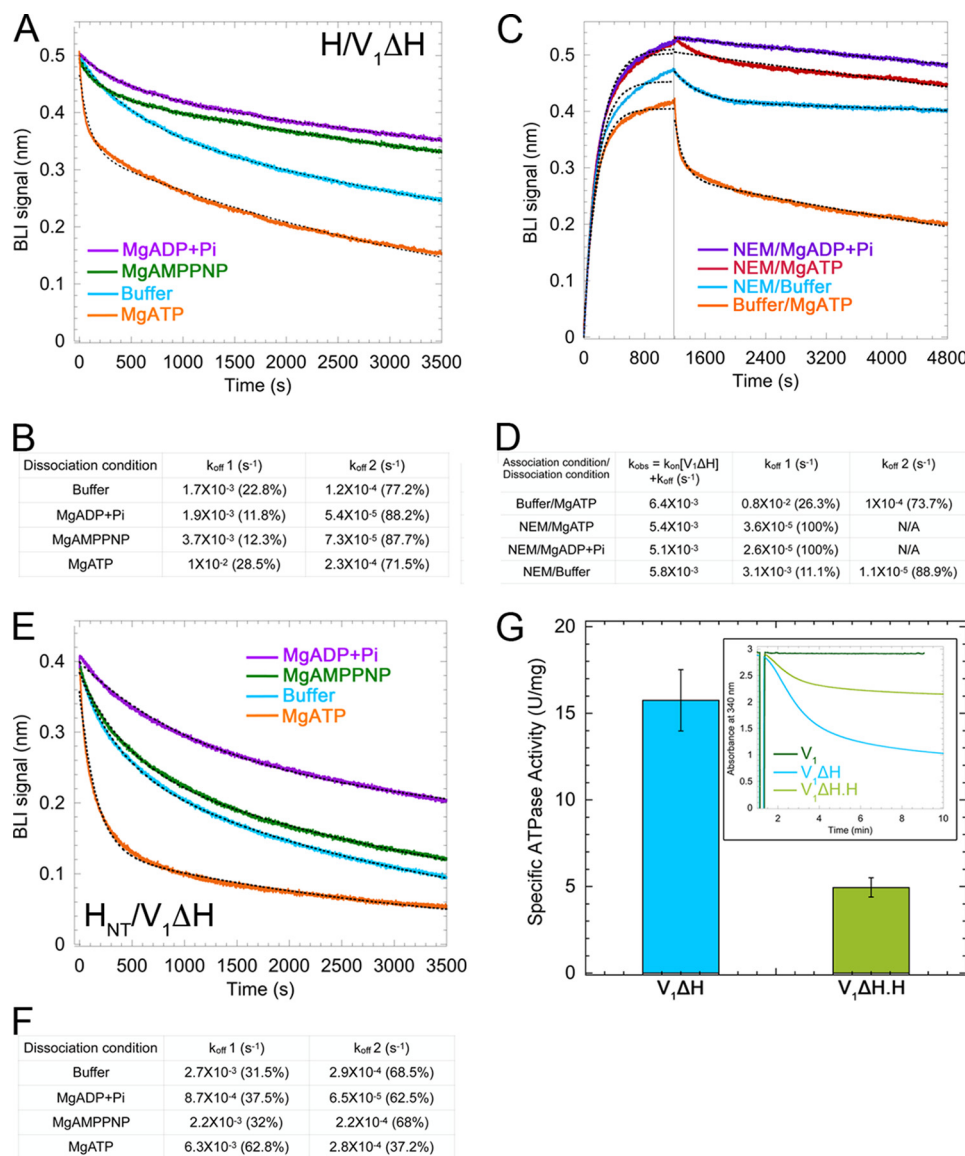 A
H/V₁ΔH
BLI signal (nm)
0.5
0.4
0.3
0.2
0.1
0
MgADP+Pi
MgAMPPNP
Buffer
MgATP
0 500 1000 1500 2000 2500 3000 3500
Time (s)
C
BLI signal (nm)
0.5
0.4
0.3
0.2
0.1
0
NEM/MgADP+Pi
NEM/MgATP
NEM/Buffer
Buffer/MgATP
0 800 1600 2400 3200 4000 4800
Time (s)
B
Dissociation condition k_off 1 (s⁻¹) k_off 2 (s⁻¹)
Buffer 1.7X10⁻³ (22.8%) 1.2X10⁻⁴ (77.2%)
MgADP+Pi 1.9X10⁻³ (11.8%) 5.4X10⁻⁵ (88.2%)
MgAMPPNP 3.7X10⁻³ (12.3%) 7.3X10⁻⁵ (87.7%)
MgATP 1X10⁻² (28.5%) 2.3X10⁻⁴ (71.5%)
D
Association condition/
Dissociation condition
k_obs = k_on[V₁ΔH]
+k_off (s⁻¹)
k_off 1 (s⁻¹)
k_off 2 (s⁻¹)
Buffer/MgATP 6.4X10⁻³ 0.8X10⁻² (26.3%) 1X10⁻⁴ (73.7%)
NEM/MgATP 5.4X10⁻³ 3.6X10⁻⁵ (100%) N/A
NEM/MgADP+Pi 5.1X10⁻³ 2.6X10⁻⁵ (100%) N/A
NEM/Buffer 5.8X10⁻³ 3.1X10⁻³ (11.1%) 1.1X10⁻⁵ (88.9%)
E
BLI signal (nm)
0.4
0.3
0.2
0.1
0
MgADP+Pi
MgAMPPNP
Buffer
MgATP
H_NT/V₁ΔH
0 500 1000 1500 2000 2500 3000 3500
Time (s)
G
Specific ATPase Activity (U/mg)
20
15
10
5
0
V₁ΔH
V₁ΔH.H
Absorbance at 340 nm
3
2.5
2
1.5
1
0.5
0
V₁
V₁ΔH
V₁ΔH.H
2 4 6 8 10
Time (min)
F
Dissociation condition k_off 1 (s⁻¹) k_off 2 (s⁻¹)
Buffer 2.7X10⁻³ (31.5%) 2.9X10⁻⁴ (68.5%)
MgADP+Pi 8.7X10⁻⁴ (37.5%) 6.5X10⁻⁵ (62.5%)
MgAMPPNP 2.2X10⁻³ (32%) 2.2X10⁻⁴ (68%)
MgATP 6.3X10⁻³ (62.8%) 2.8X10⁻⁴ (37.2%)